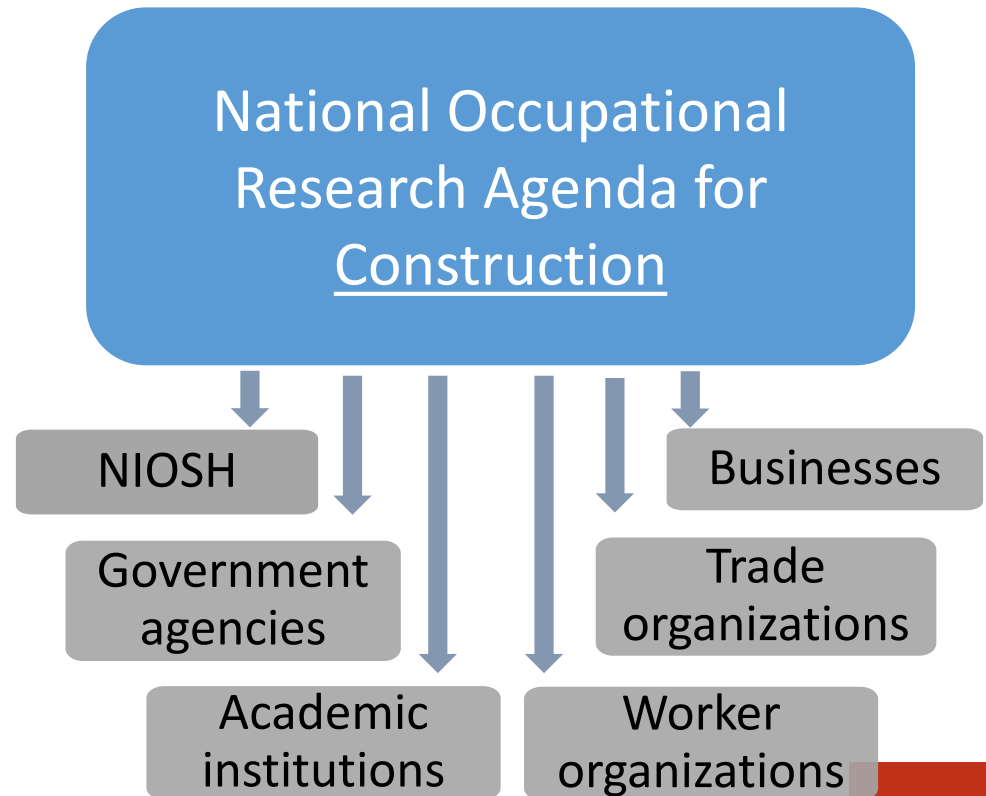 National Occupational
Research Agenda for
Construction
NIOSH
Businesses
Government
agencies
Trade
organizations
Academic
institutions
Worker
organizations